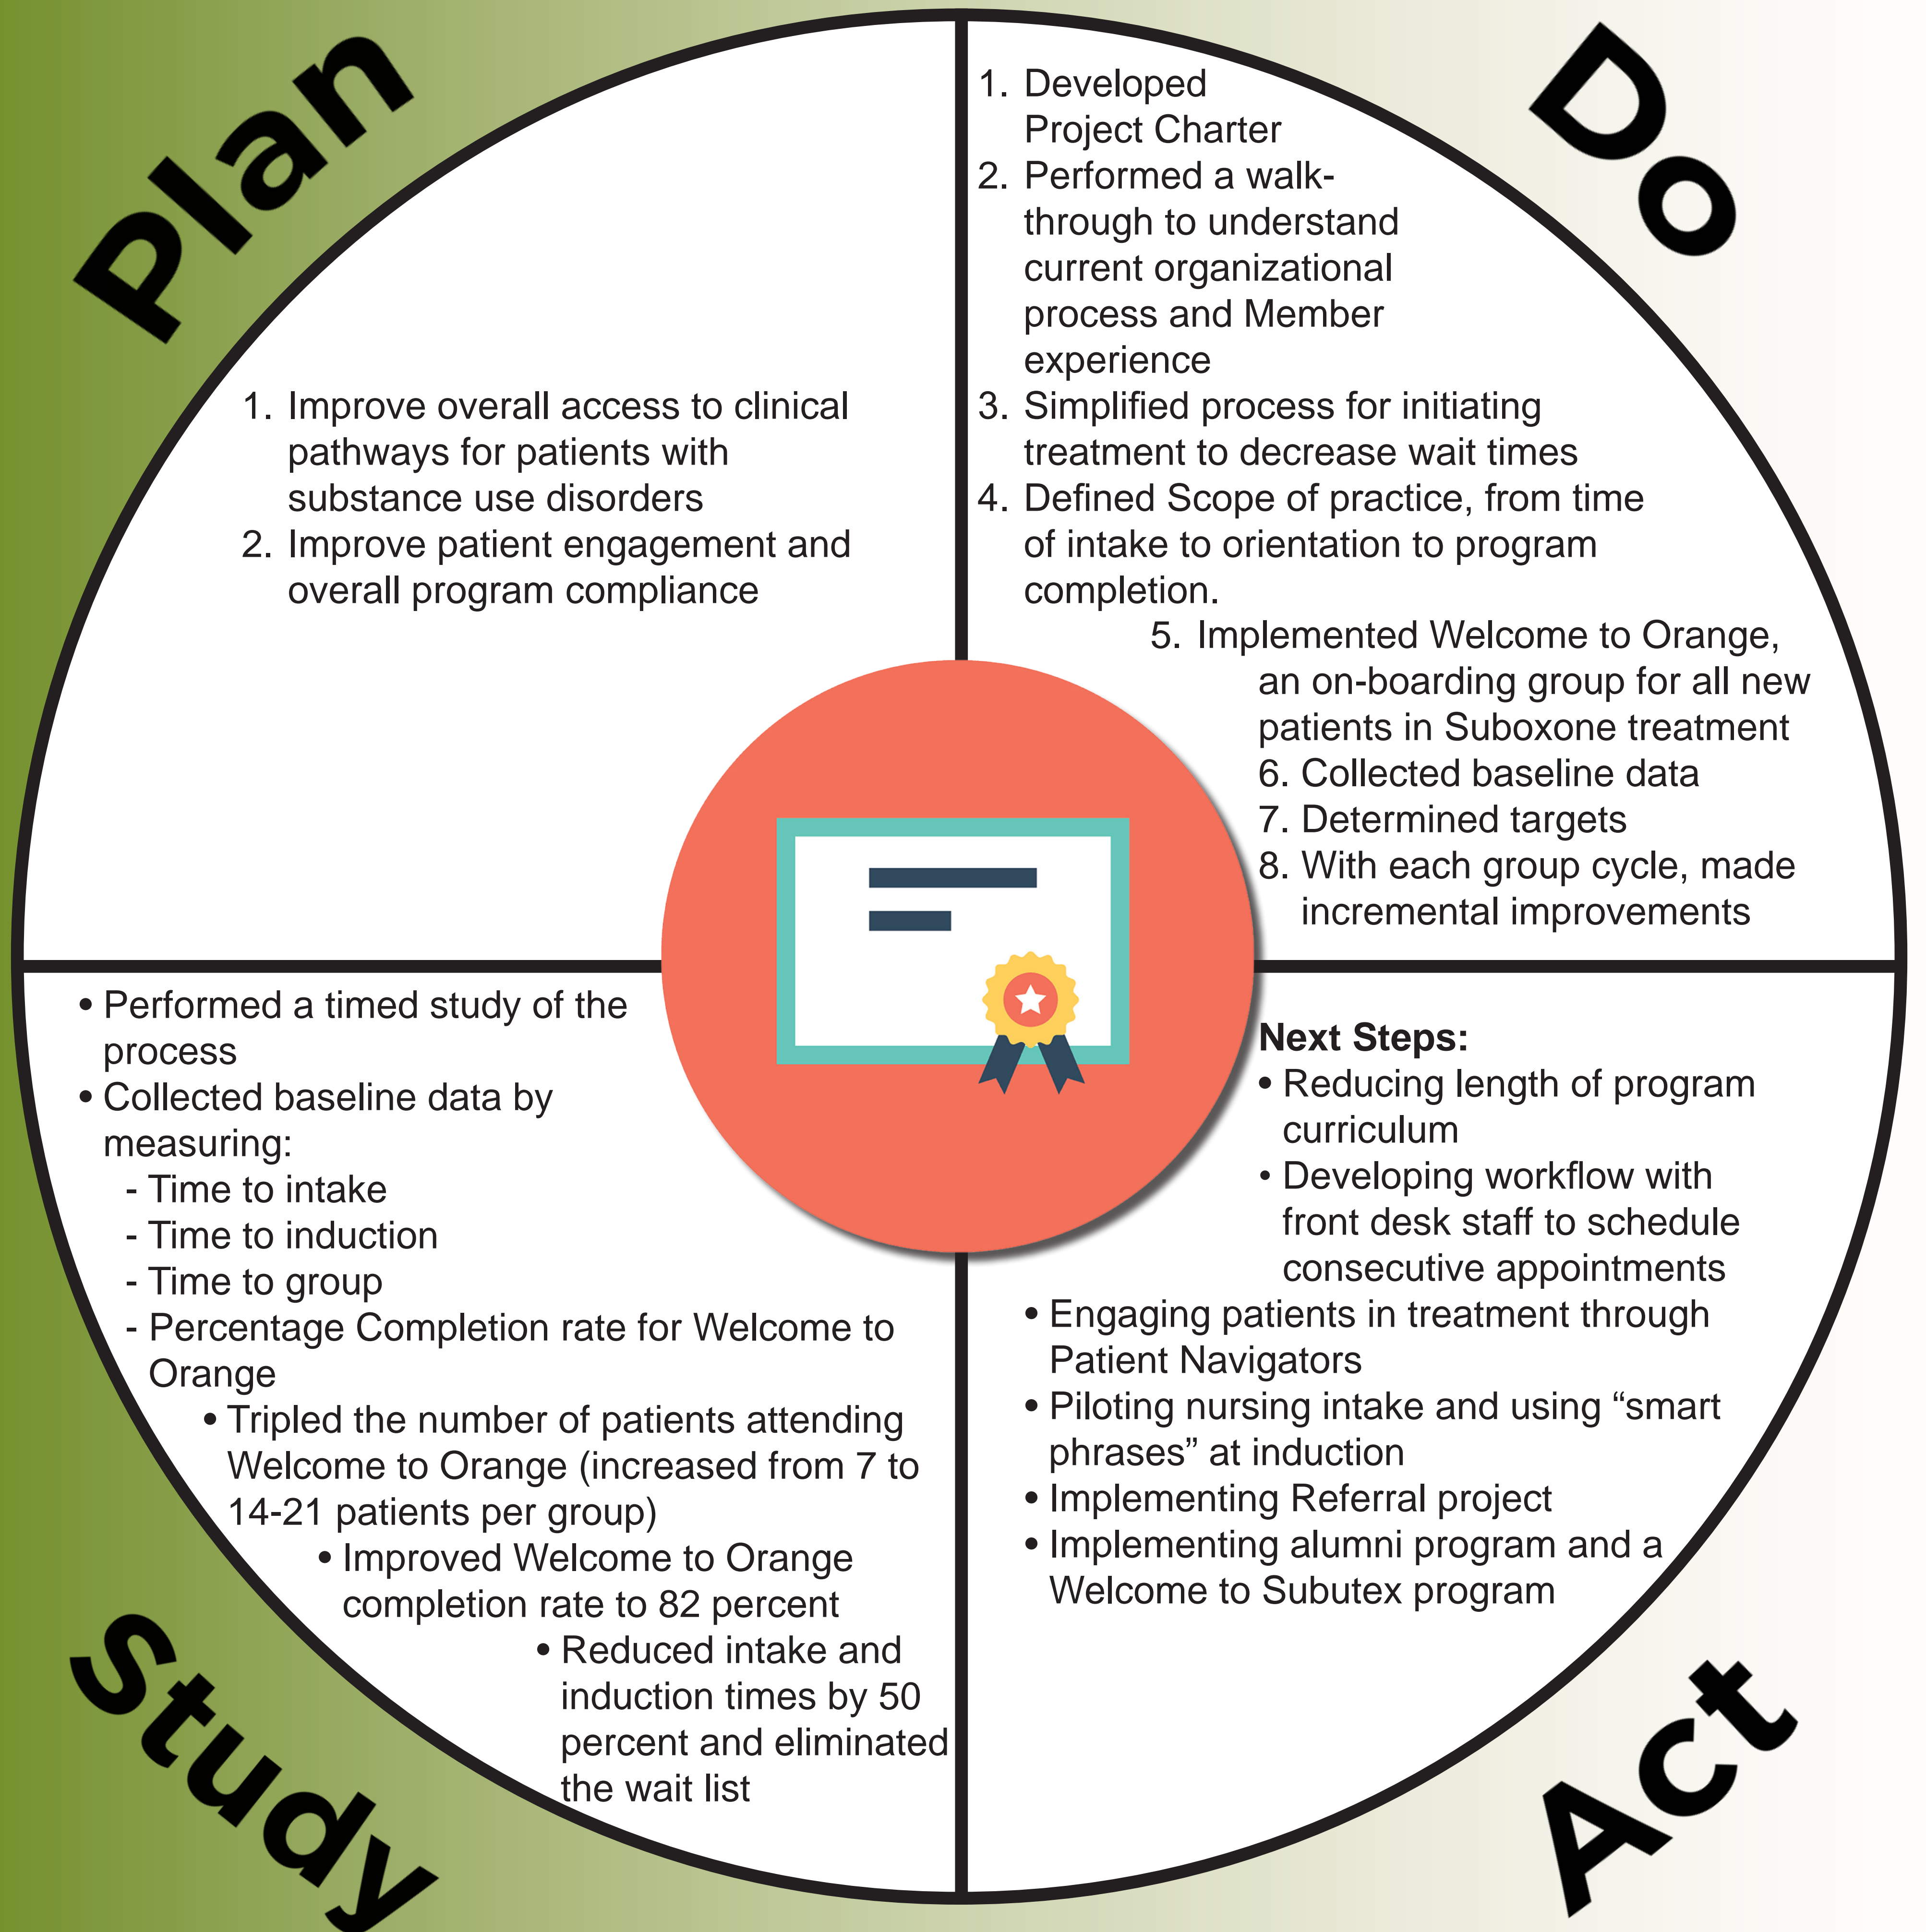 Plan
1. Improve overall access to clinical
pathways for patients with
substance use disorders
2. Improve patient engagement and
overall program compliance
Do
1. Developed
Project Charter
2. Performed a walk-
through to understand
current organizational
process and Member
experience
3. Simplified process for initiating
treatment to decrease wait times
4. Defined Scope of practice, from time
of intake to orientation to program
completion.
5. Implemented Welcome to Orange,
an on-boarding group for all new
patients in Suboxone treatment
6. Collected baseline data
7. Determined targets
8. With each group cycle, made
incremental improvements
Study
• Performed a timed study of the
process
• Collected baseline data by
measuring:
- Time to intake
- Time to induction
- Time to group
- Percentage Completion rate for Welcome to
Orange
• Tripled the number of patients attending
Welcome to Orange (increased from 7 to
14-21 patients per group)
• Improved Welcome to Orange
completion rate to 82 percent
• Reduced intake and
induction times by 50
percent and eliminated
the wait list
Act
Next Steps:
• Reducing length of program
curriculum
• Developing workflow with
front desk staff to schedule
consecutive appointments
• Engaging patients in treatment through
Patient Navigators
• Piloting nursing intake and using “smart
phrases” at induction
• Implementing Referral project
• Implementing alumni program and a
Welcome to Subutex program